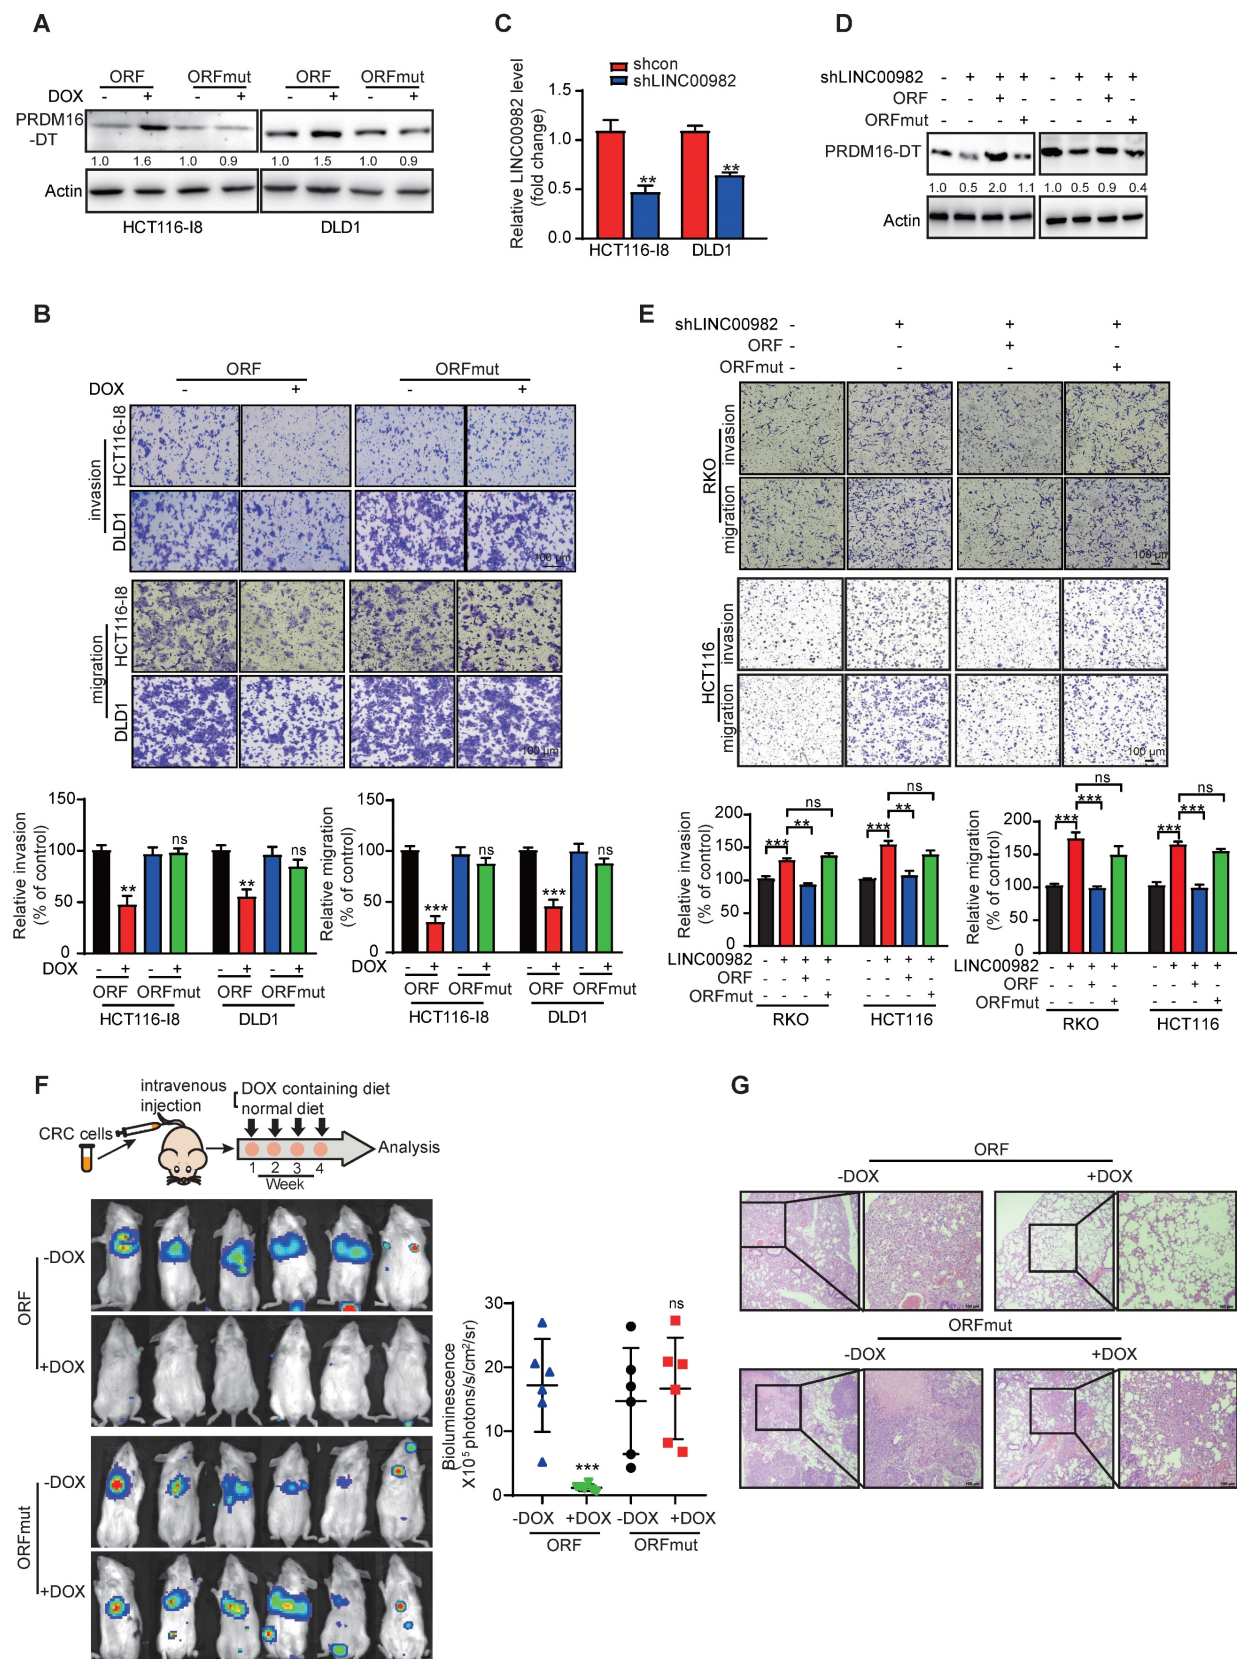 A
ORF ORFmut ORF ORFmut
DOX - + - + - + - +
PRDM16
-DT
1.0 1.6 1.0 0.9 1.0 1.5 1.0 0.9
Actin
HCT116-I8 DLD1
C
shcon
shLINC00982
Relative LINC00982 level
(fold change)
1.5
1.0
0.5
0.0
** **
HCT116-I8 DLD1
D
shLINC00982 - + + + - + + +
ORF - - + - - - + -
ORFmut - - - + - - - +
PRDM16-DT
1.0 0.5 2.0 1.1 1.0 0.5 0.9 0.4
Actin
B
ORF ORFmut
DOX - + - +
invasion
HCT116-I8
DLD1
100 µm
migration
HCT116-I8
DLD1
100 µm
Relative invasion
(% of control)
150
100
50
0
** ns ** ns
DOX - + - + - + - +
ORF ORFmut ORF ORFmut
HCT116-I8 DLD1
Relative migration
(% of control)
150
100
50
0
*** ns *** ns
DOX - + - + - + - +
ORF ORFmut ORF ORFmut
HCT116-I8 DLD1
E
shLINC00982 - + + +
ORF - - + -
ORFmut - - - +
RKO
invasion
migration
100 µm
HCT116
invasion
migration
100 µm
Relative invasion
(% of control)
200
150
100
50
0
*** ** ns *** ** ns
LINC00982 - + + + - + + +
ORF - - + - - - + -
ORFmut - - - + - - - +
RKO HCT116
Relative migration
(% of control)
200
150
100
50
0
*** *** ns *** *** ns
LINC00982 - + + + - + + +
ORF - - + - - - + -
ORFmut - - - + - - - +
RKO HCT116
F
intravenous
injection
DOX containing diet
normal diet
CRC cells
Analysis
1 2 3 4
Week
ORF
-DOX
+DOX
ORFmut
-DOX
+DOX
Bioluminescence
X10⁵ photons/s/cm²/sr)
30
20
10
0
*** ns
-DOX +DOX -DOX +DOX
ORF ORFmut
G
ORF
-DOX +DOX
ORFmut
-DOX +DOX